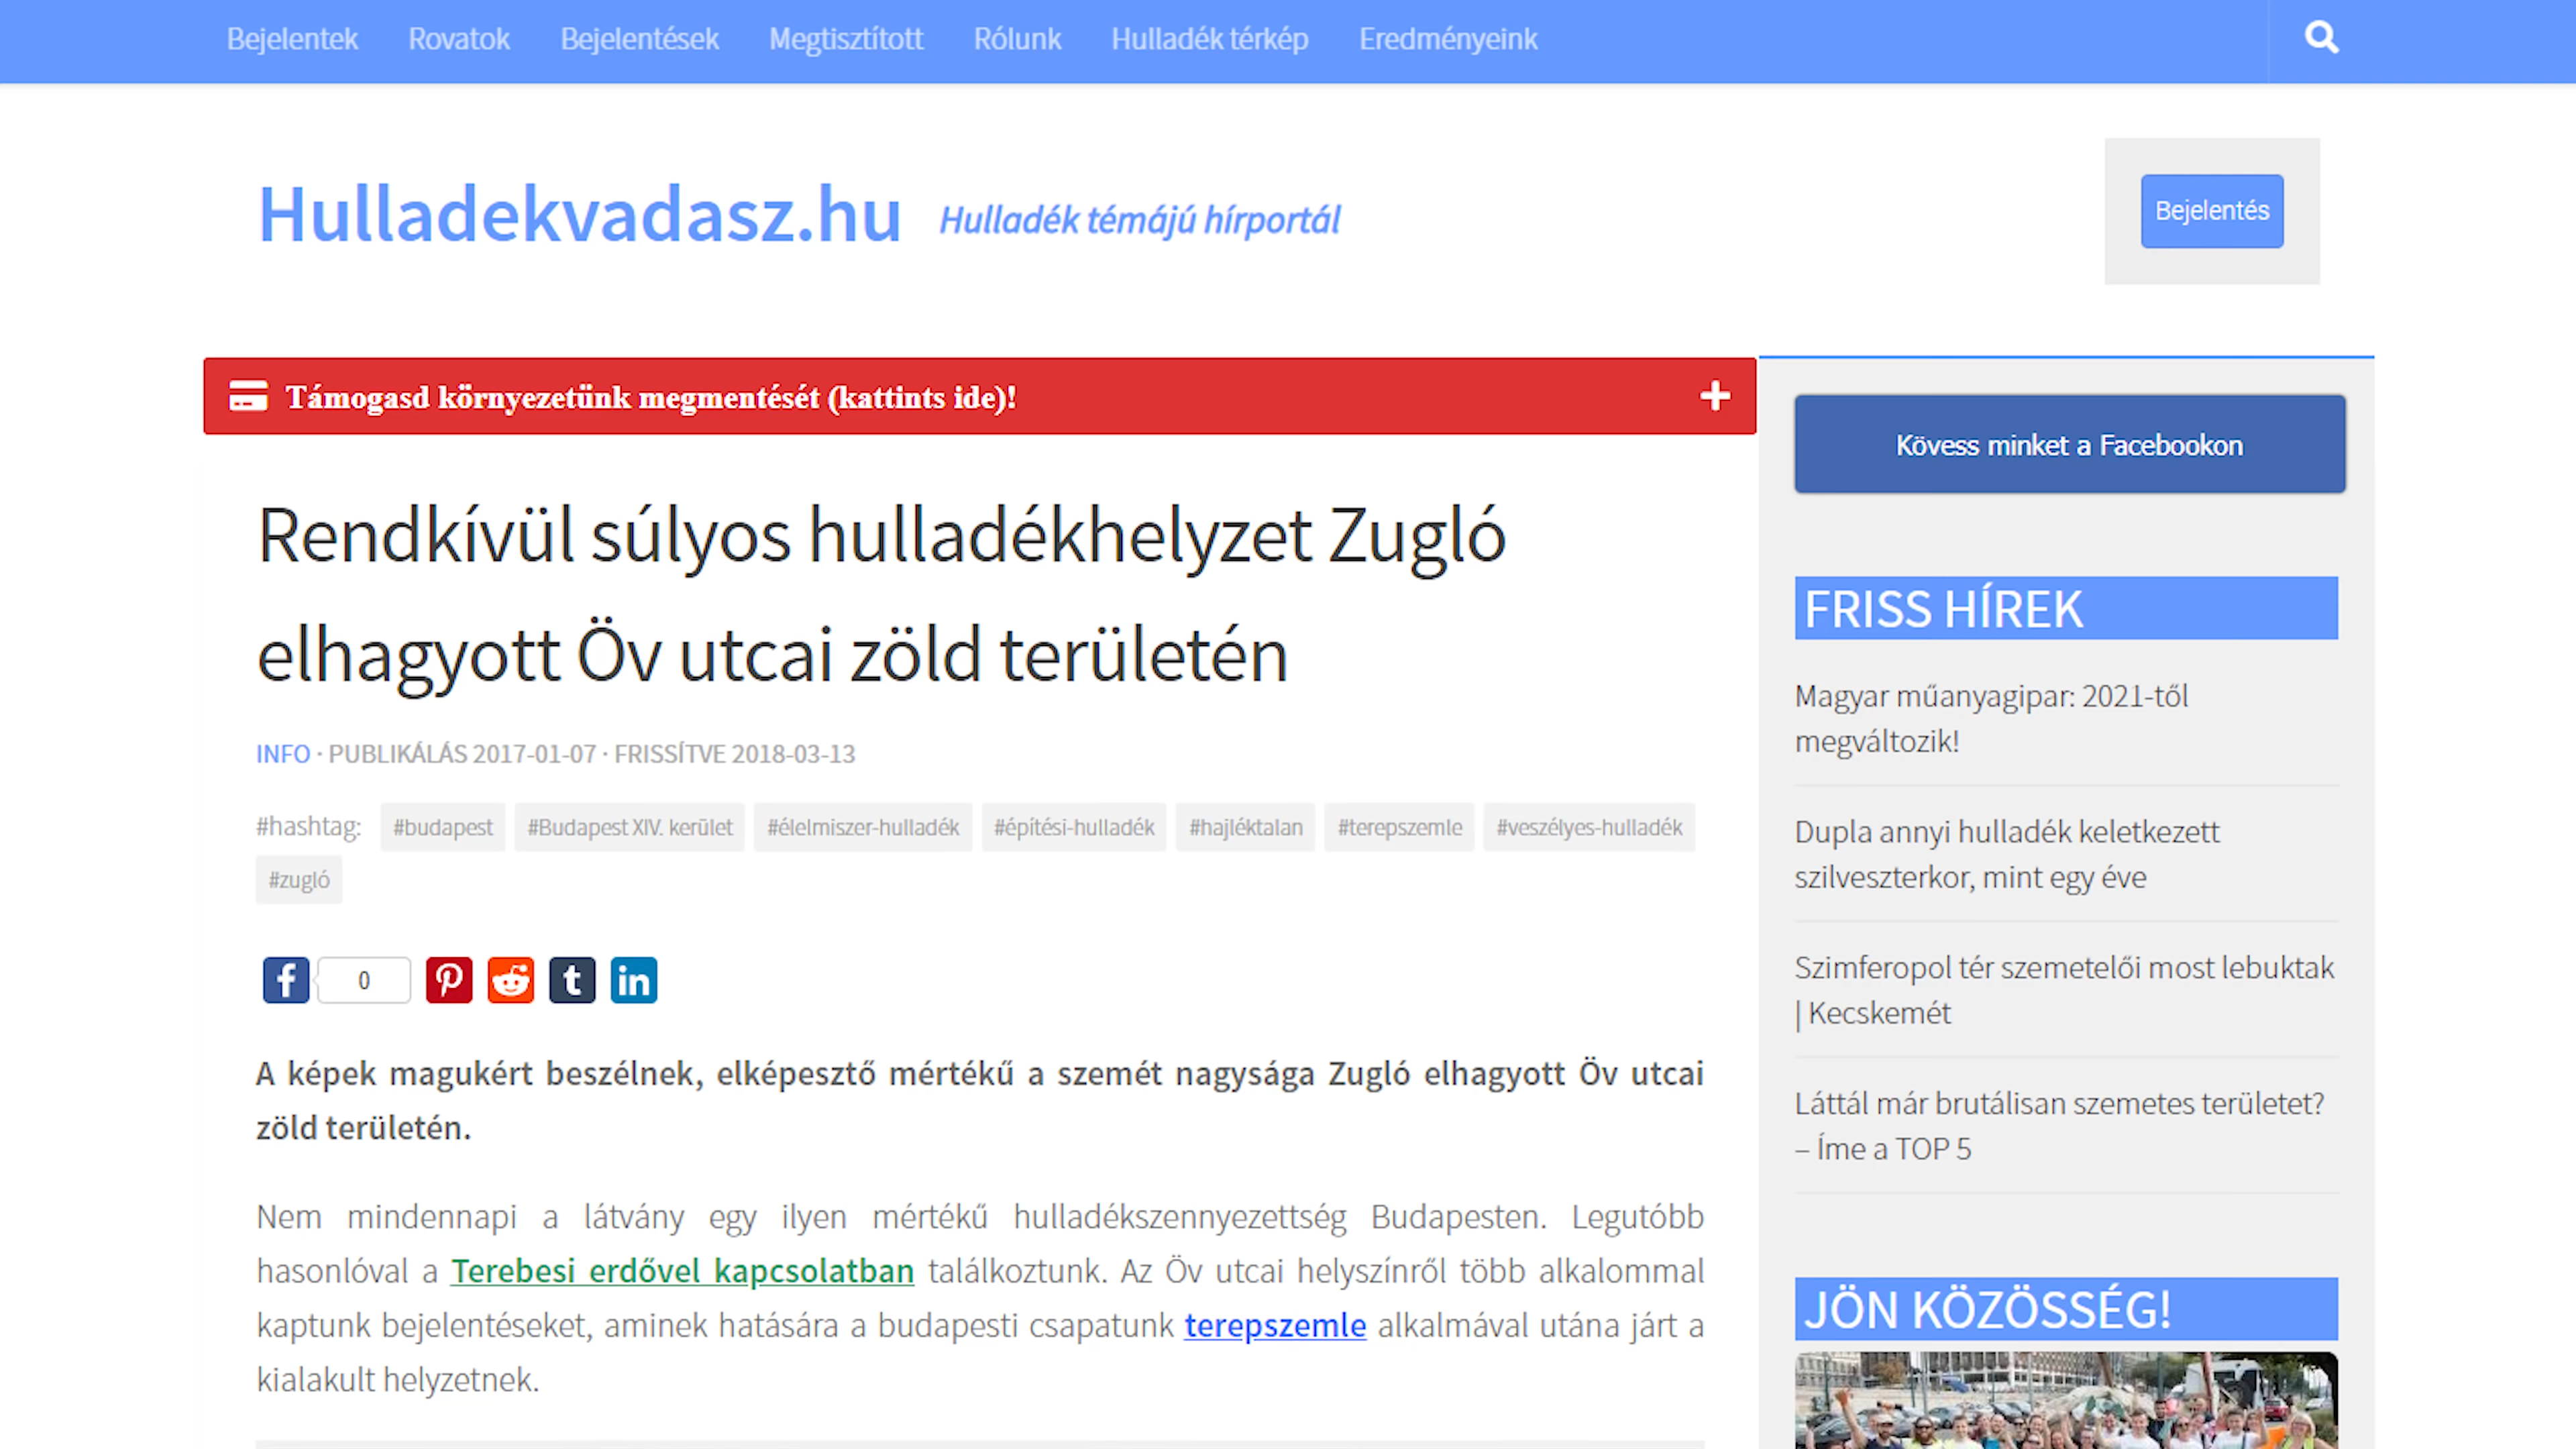 Bejelentek Rovatok Bejelentések Megtisztított Rólunk Hulladék térkép Eredményeink
Hulladekvadasz.hu Hulladék témájú hírportál
Bejelentés
Támogasd környezetünk megmentését (kattints ide)! +
Rendkívül súlyos hulladékhelyzet Zugló
elhagyott Öv utcai zöld területén
INFO · PUBLIKÁLÁS 2017-01-07 · FRISSÍTVE 2018-03-13
#hashtag: #budapest #Budapest XIV. kerület #élelmiszer-hulladék #építési-hulladék #hajléktalan #terepszemle #veszélyes-hulladék
#zugló
f 0 t in
A képek magukért beszélnek, elképesztő mértékű a szemét nagysága Zugló elhagyott Öv utcai
zöld területén.
Nem mindennapi a látvány egy ilyen mértékű hulladékszennyezettség Budapesten. Legutóbb
hasonlóval a Terebesi erdővel kapcsolatban találkoztunk. Az Öv utcai helyszínről több alkalommal
kaptunk bejelentéseket, aminek hatására a budapesti csapatunk terepszemle alkalmával utána járt a
kialakult helyzetnek.
Kövess minket a Facebookon
FRISS HÍREK
Magyar műanyagipar: 2021-től
megváltozik!
Dupla annyi hulladék keletkezett
szilveszterkor, mint egy éve
Szimferopol tér szemetelői most lebuktak
| Kecskemét
Láttál már brutálisan szemetes területet?
– Íme a TOP 5
JÖN KÖZÖSSÉG!